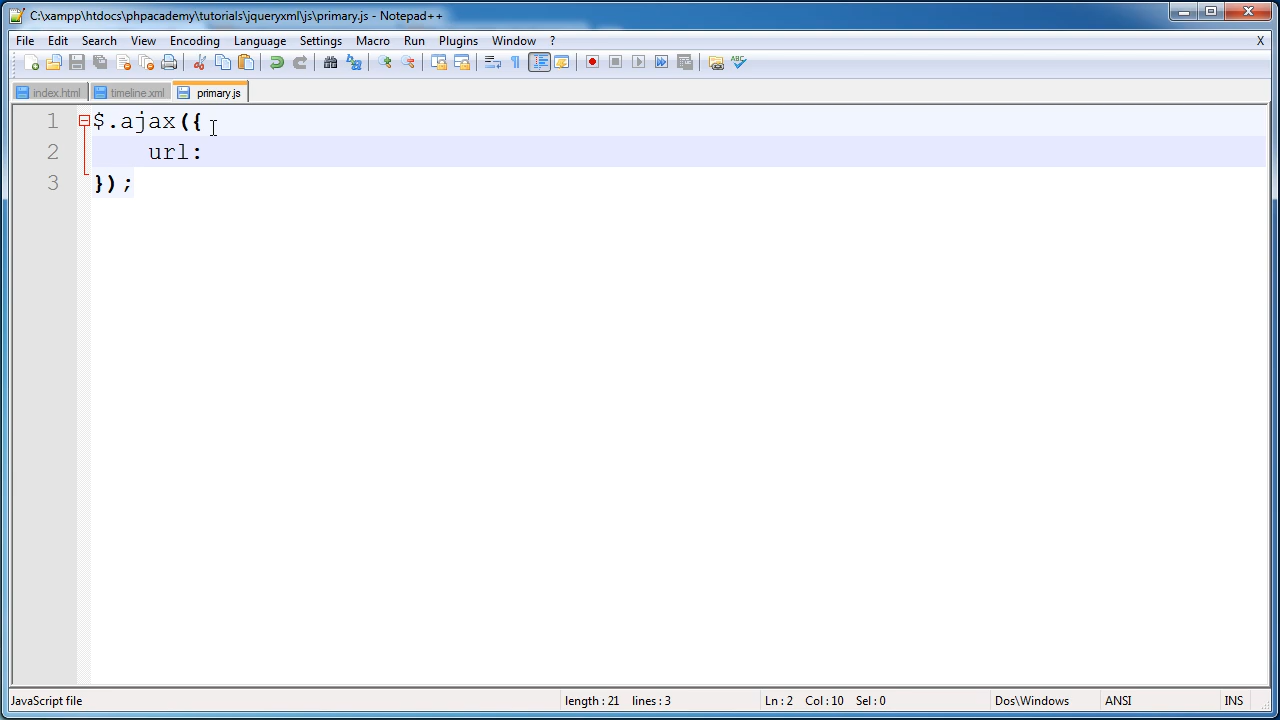 C:\xampp\htdocs\phpacademy\tutorials\jqueryxml\js\primary.js - Notepad++
File Edit Search View Encoding Language Settings Macro Run Plugins Window ? X
index.html timeline.xml primary.js
1 $.ajax({
2 url:
3 });
JavaScript file length : 21 lines : 3 Ln : 2 Col : 10 Sel : 0 Dos\Windows ANSI INS